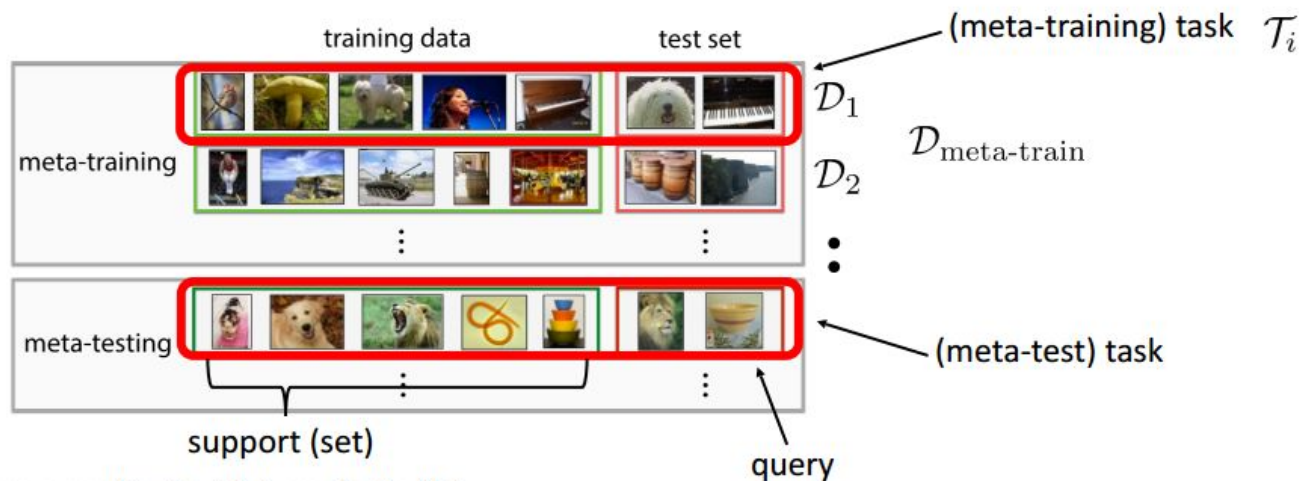 training data
test set
(meta-training) task 𝒯ᵢ
meta-training
𝒟₁
𝒟₂
𝒟meta-train
meta-testing
(meta-test) task
support (set)
query